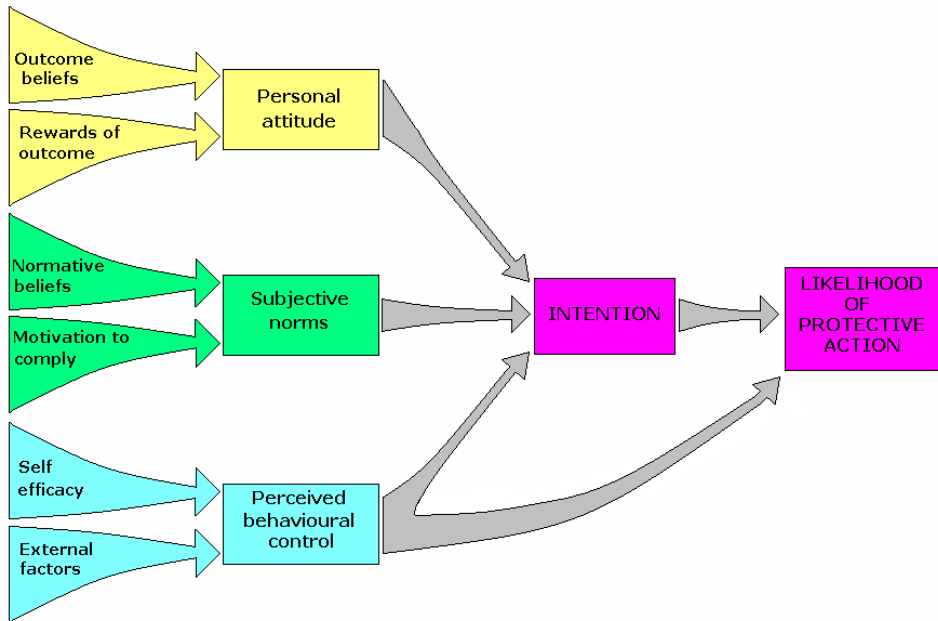 Outcome
beliefs
Rewards of
outcome
Personal
attitude
Normative
beliefs
Motivation to
comply
Subjective
norms
INTENTION
LIKELIHOOD
OF
PROTECTIVE
ACTION
Self
efficacy
External
factors
Perceived
behavioural
control